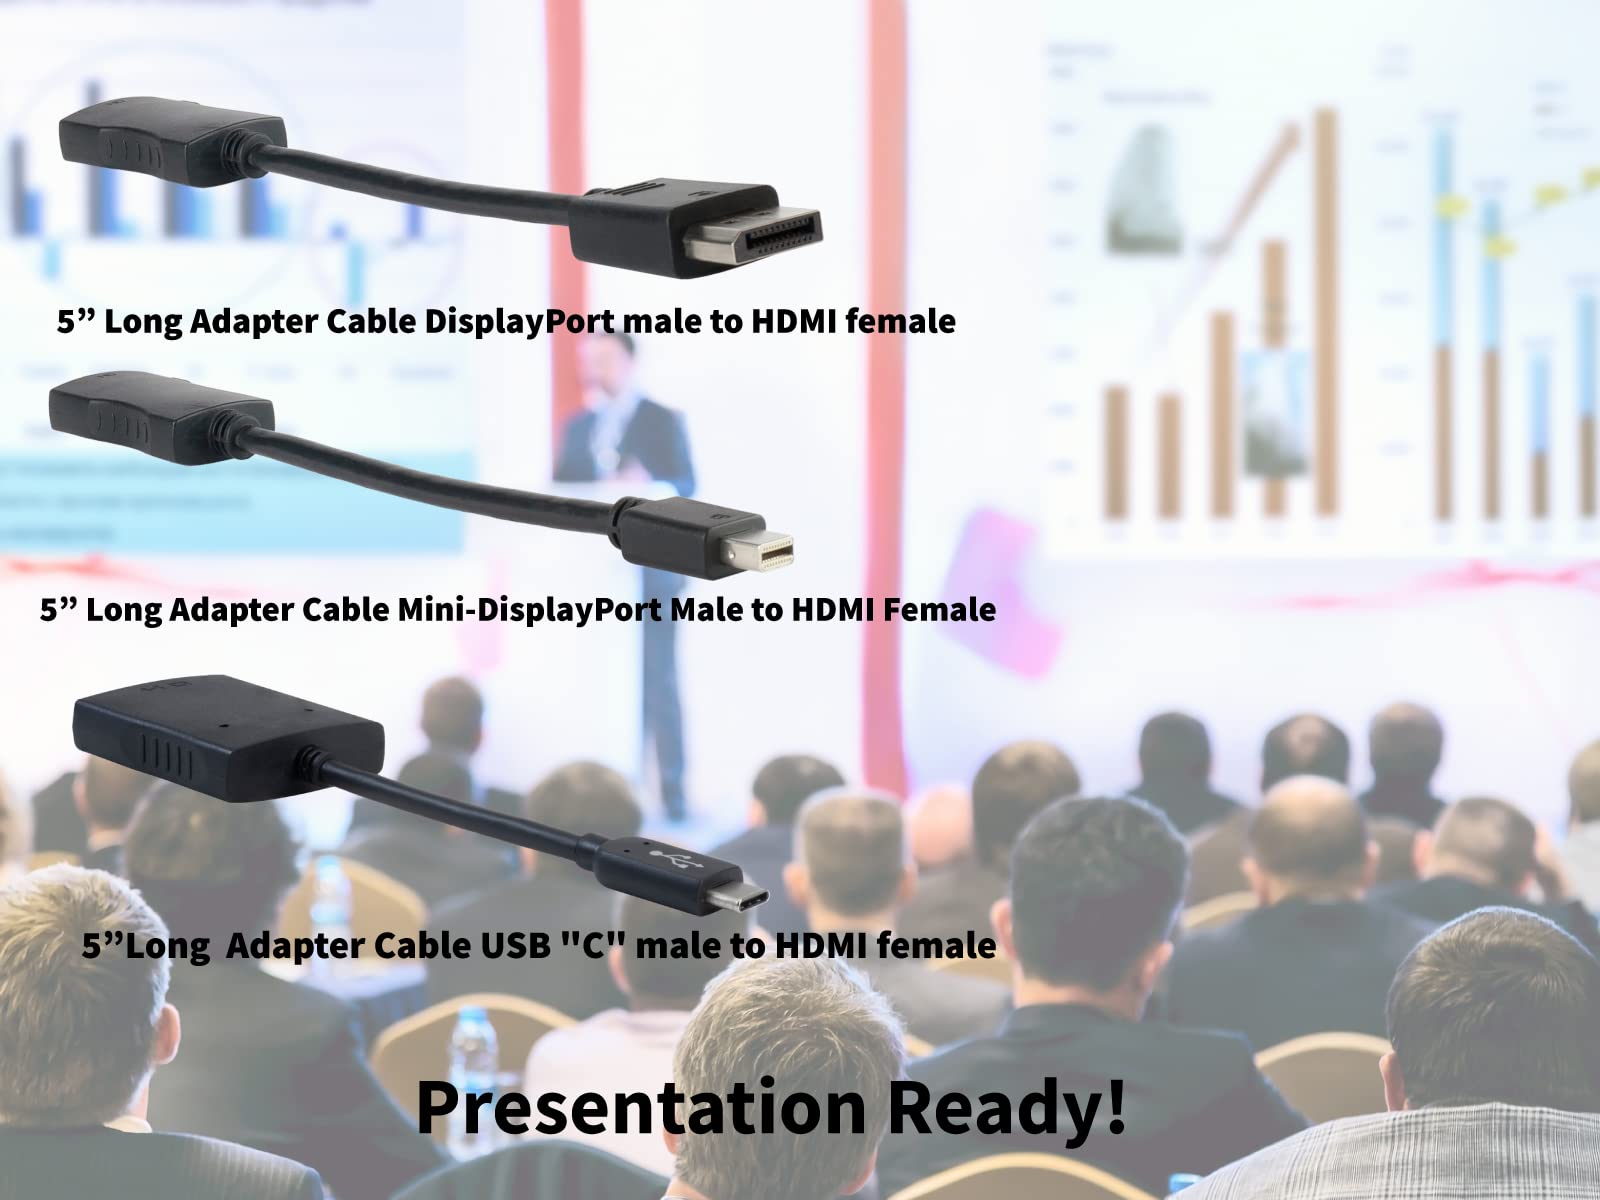 5” Long Adapter Cable DisplayPort male to HDMI female
5” Long Adapter Cable Mini-DisplayPort Male to HDMI Female
5”Long  Adapter Cable USB "C" male to HDMI female
Presentation Ready!